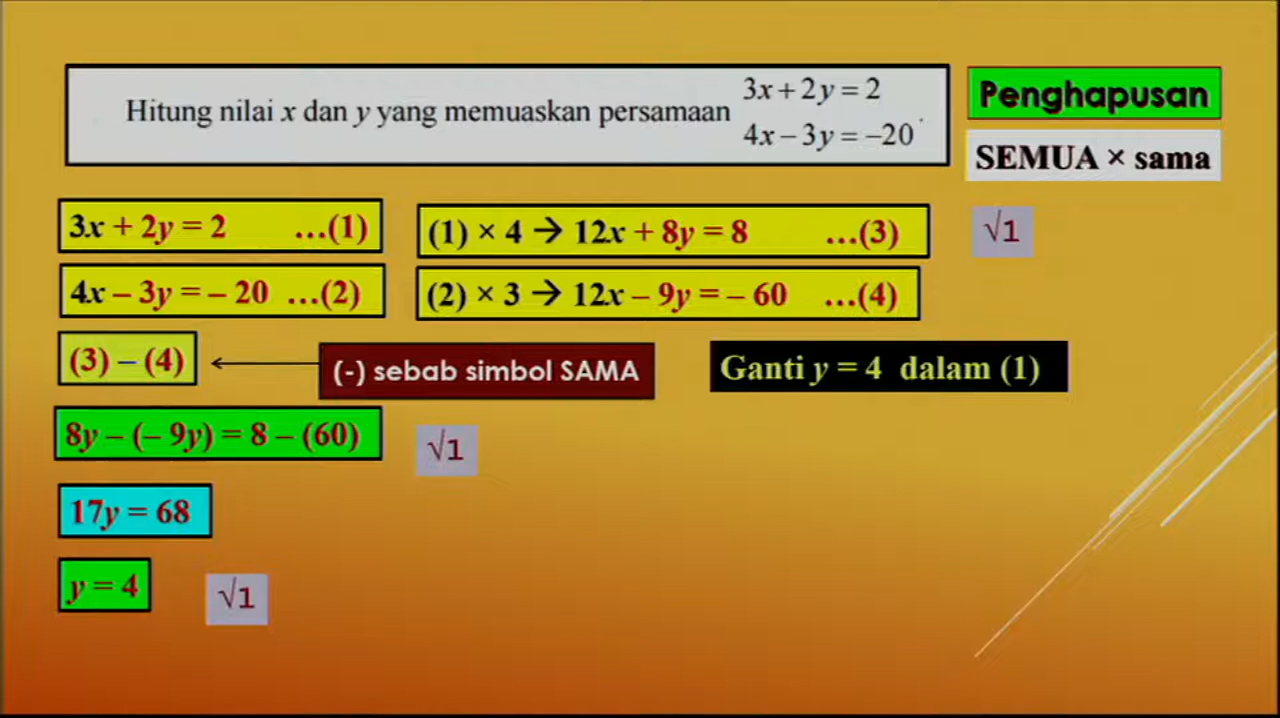 Hitung nilai x dan y yang memuaskan persamaan
3x + 2y = 2
4x – 3y = –20 .
Penghapusan
SEMUA × sama
3x + 2y = 2 …(1)
(1) × 4 → 12x + 8y = 8 …(3)
√1
4x – 3y = – 20 …(2)
(2) × 3 → 12x – 9y = – 60 …(4)
(3) – (4)
(-) sebab simbol SAMA
Ganti y = 4 dalam (1)
8y – (– 9y) = 8 – (60)
√1
17y = 68
y = 4
√1